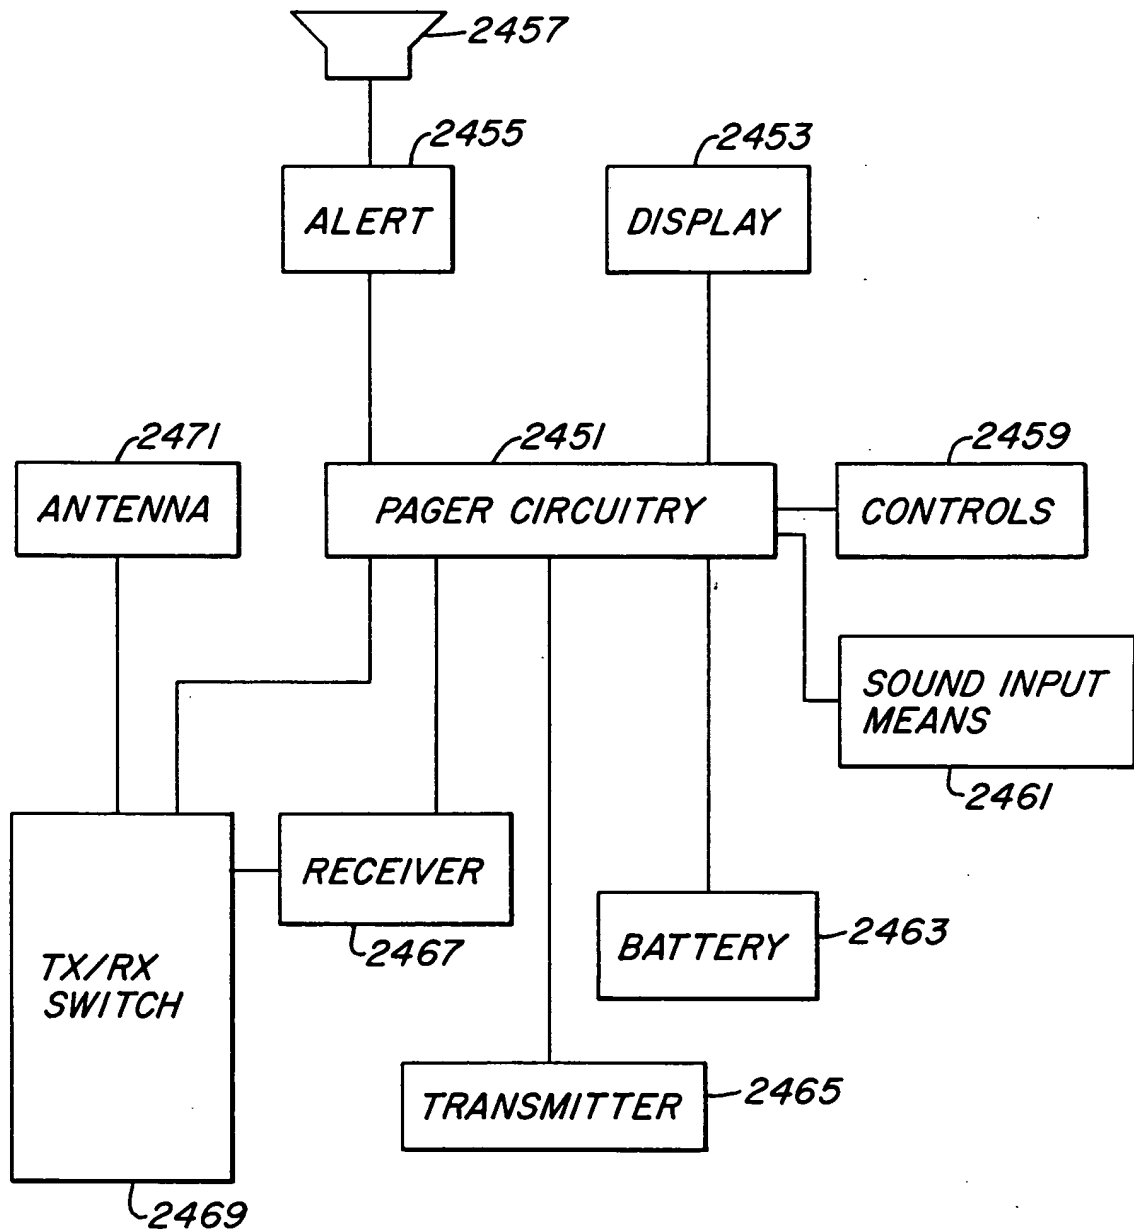 2457
2455
2453
ALERT
DISPLAY
2471
2451
2459
ANTENNA
PAGER CIRCUITRY
CONTROLS
SOUND INPUT
MEANS
2461
RECEIVER
2467
BATTERY
2463
TX/RX
SWITCH
TRANSMITTER
2465
2469